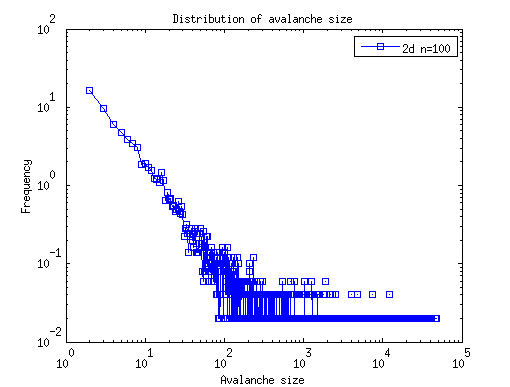 Distribution of avalanche size
2d n=100
Frequency
10^2
10^1
10^0
10^-1
10^-2
10^0 10^1 10^2 10^3 10^4 10^5
Avalanche size